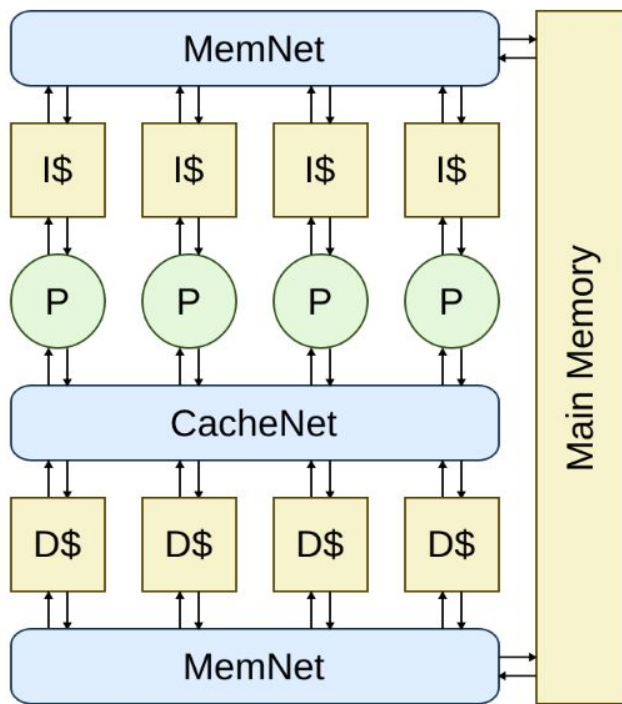 MemNet
I$ I$ I$ I$
P P P P
CacheNet
D$ D$ D$ D$
MemNet
Main Memory